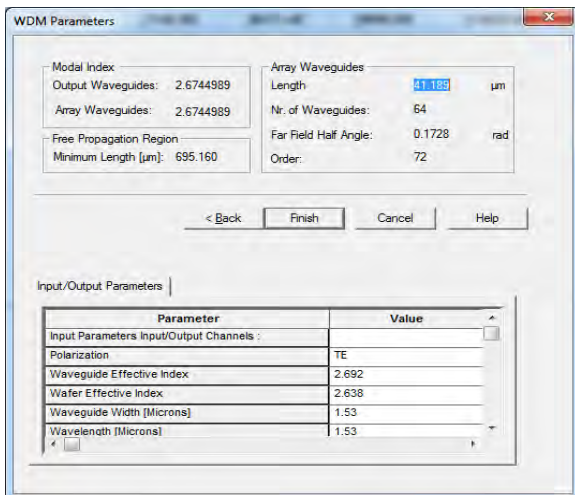 WDM Parameters
Modal Index
Output Waveguides: 2.6744989
Array Waveguides: 2.6744989
Free Propagation Region
Minimum Length [µm]: 695.160
Array Waveguides
Length 41.189 µm
Nr. of Waveguides: 64
Far Field Half Angle: 0.1728 rad
Order: 72
< Back Finish Cancel Help
Input/Output Parameters
Parameter Value
Input Parameters Input/Output Channels :
Polarization TE
Waveguide Effective Index 2.692
Wafer Effective Index 2.638
Waveguide Width [Microns] 1.53
Wavelength [Microns] 1.53